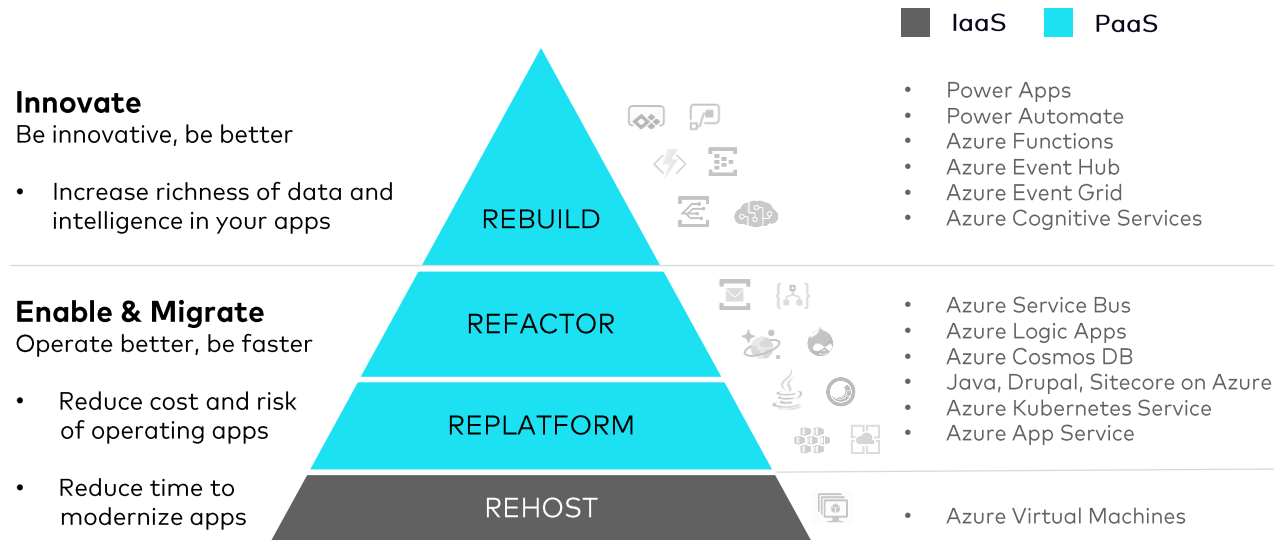 IaaS PaaS
Innovate
Be innovative, be better
• Increase richness of data and
intelligence in your apps
REBUILD
• Power Apps
• Power Automate
• Azure Functions
• Azure Event Hub
• Azure Event Grid
• Azure Cognitive Services
Enable & Migrate
Operate better, be faster
• Reduce cost and risk
of operating apps
• Reduce time to
modernize apps
REFACTOR
REPLATFORM
• Azure Service Bus
• Azure Logic Apps
• Azure Cosmos DB
• Java, Drupal, Sitecore on Azure
• Azure Kubernetes Service
• Azure App Service
REHOST
• Azure Virtual Machines